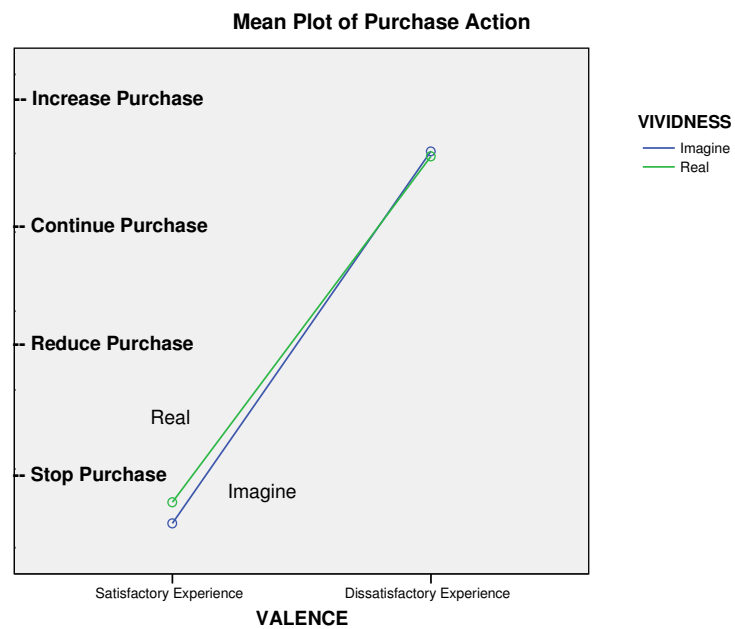 Mean Plot of Purchase Action
-- Increase Purchase
-- Continue Purchase
-- Reduce Purchase
-- Stop Purchase
Real
Imagine
Satisfactory Experience
Dissatisfactory Experience
VALENCE
VIVIDNESS
Imagine
Real